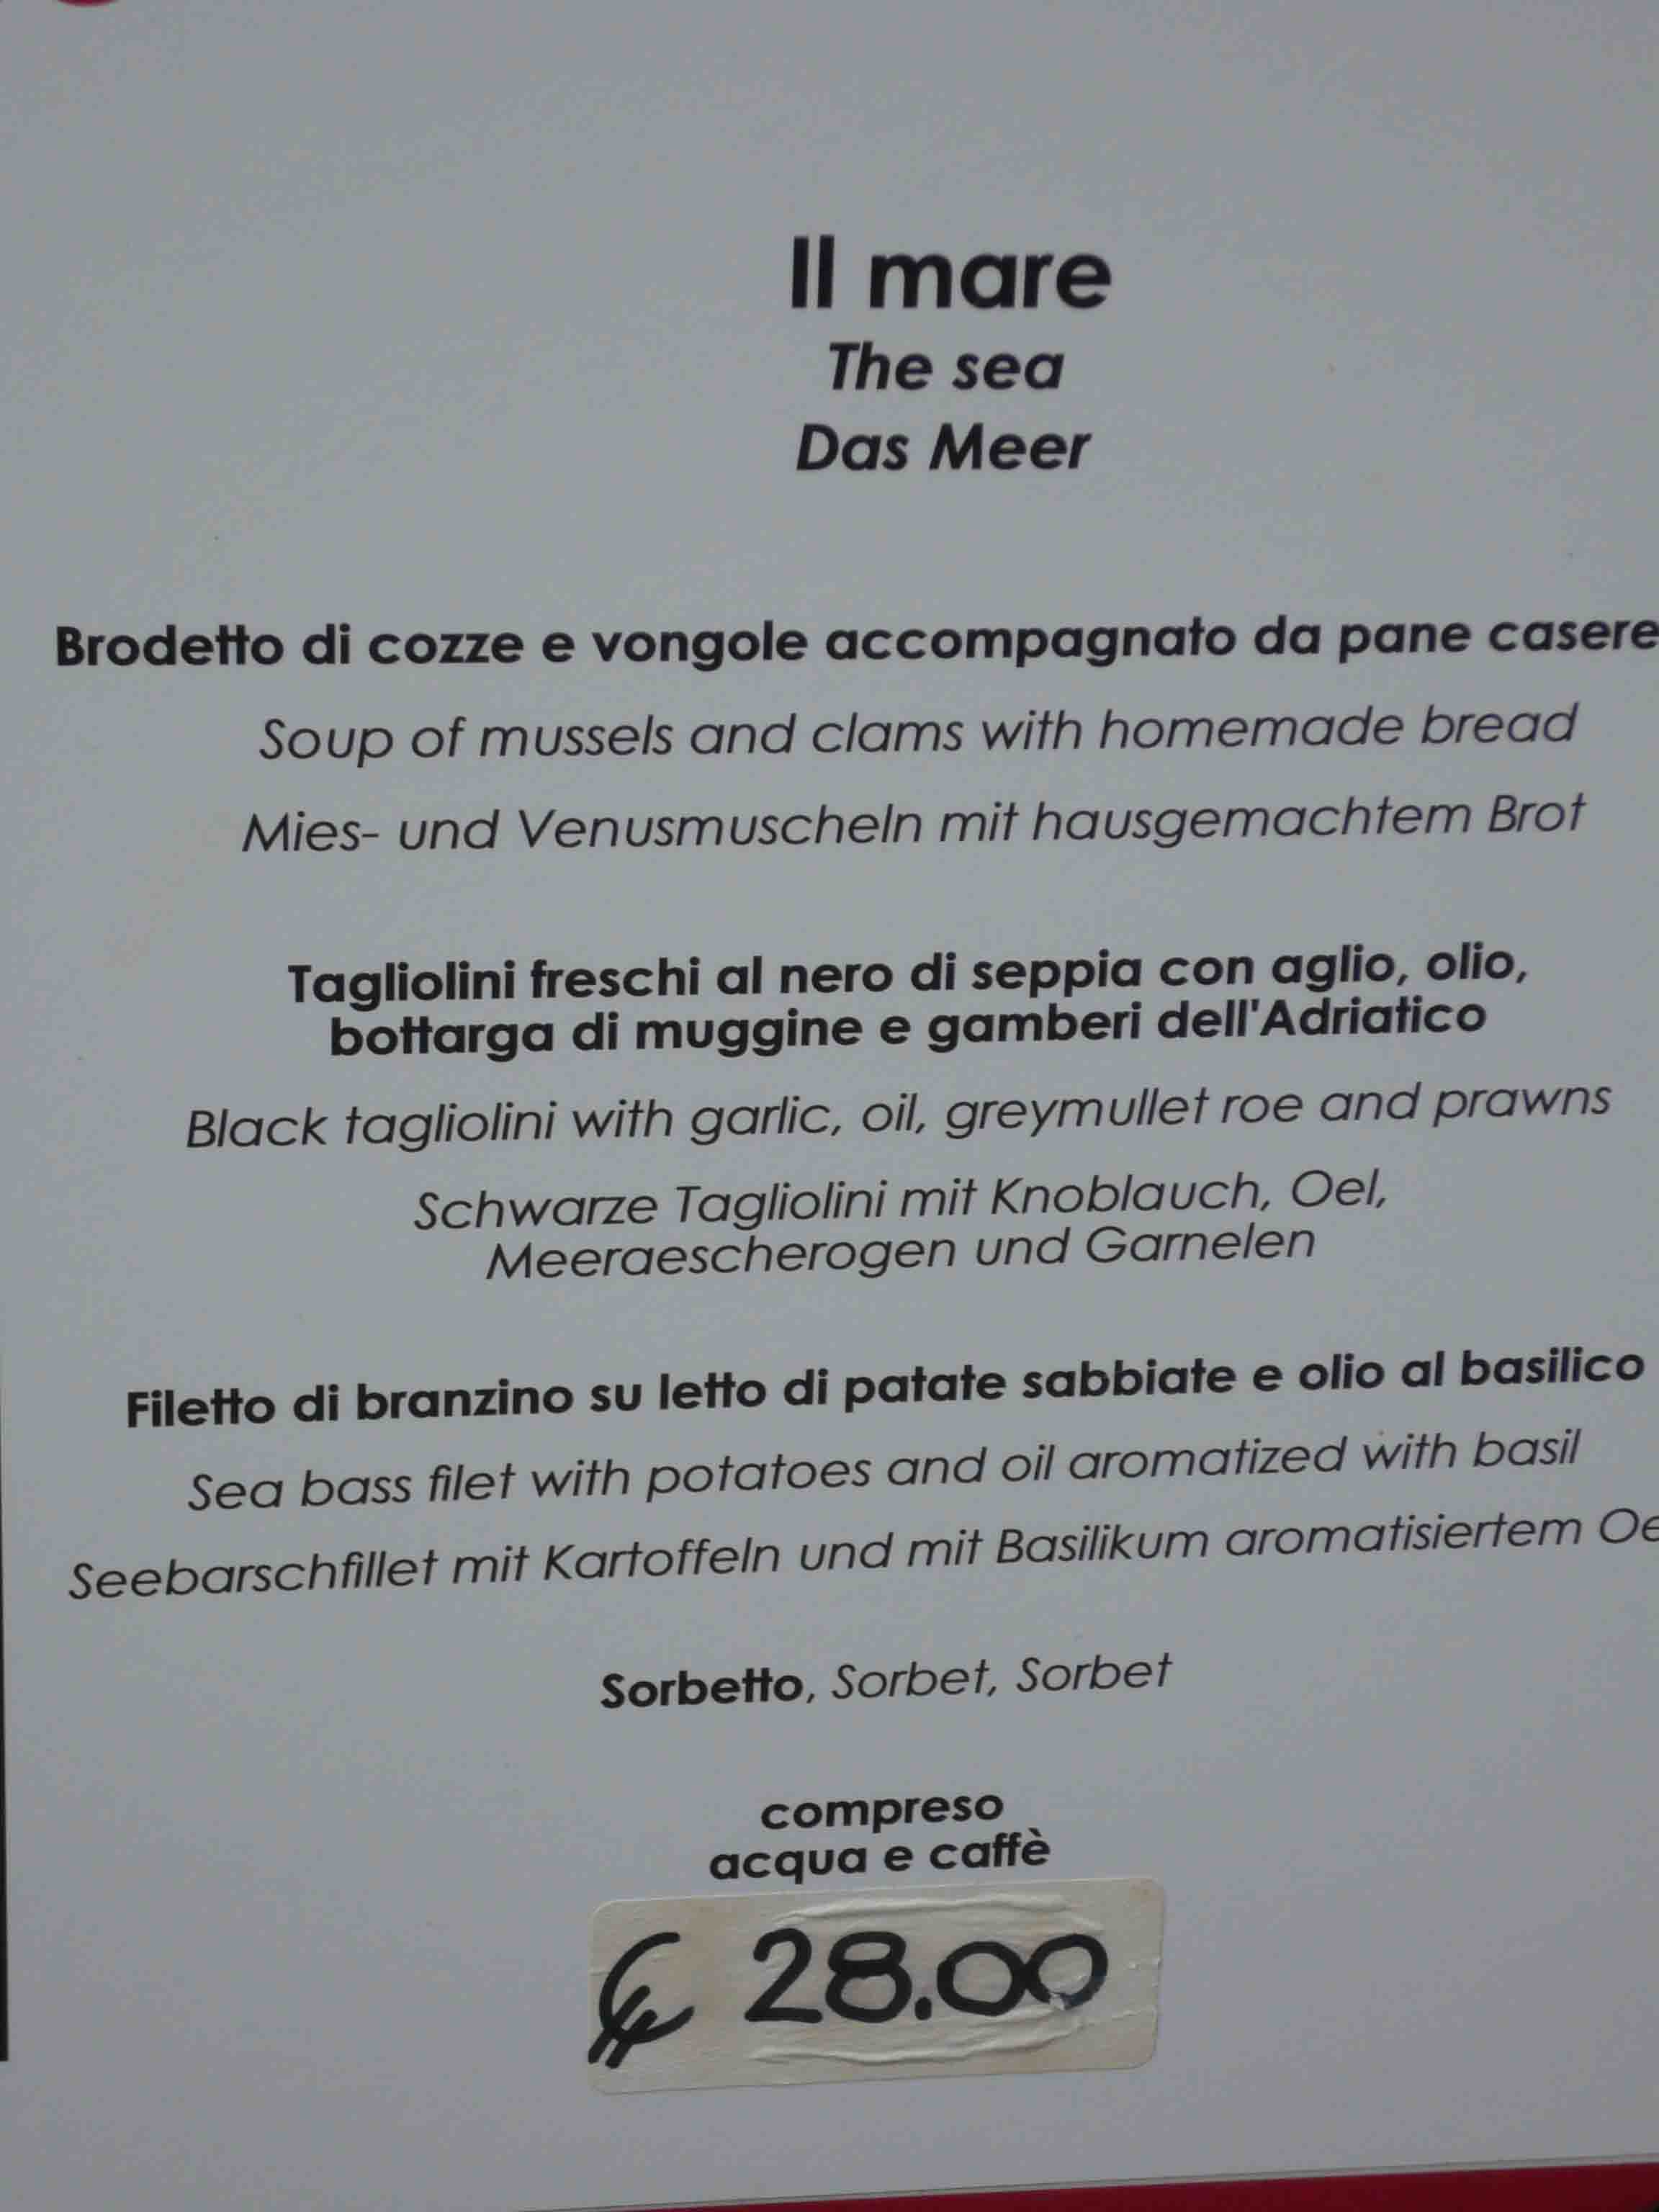 Il mare
The sea
Das Meer
Brodetto di cozze e vongole accompagnato da pane casere
Soup of mussels and clams with homemade bread
Mies- und Venusmuscheln mit hausgemachtem Brot
Tagliolini freschi al nero di seppia con aglio, olio,
bottarga di muggine e gamberi dell'Adriatico
Black tagliolini with garlic, oil, greymullet roe and prawns
Schwarze Tagliolini mit Knoblauch, Oel,
Meeraescherogen und Garnelen
Filetto di branzino su letto di patate sabbiate e olio al basilico
Sea bass filet with potatoes and oil aromatized with basil
Seebarschfillet mit Kartoffeln und mit Basilikum aromatisiertem Oe
Sorbetto, Sorbet, Sorbet
compreso
acqua e caffè
€ 28.00